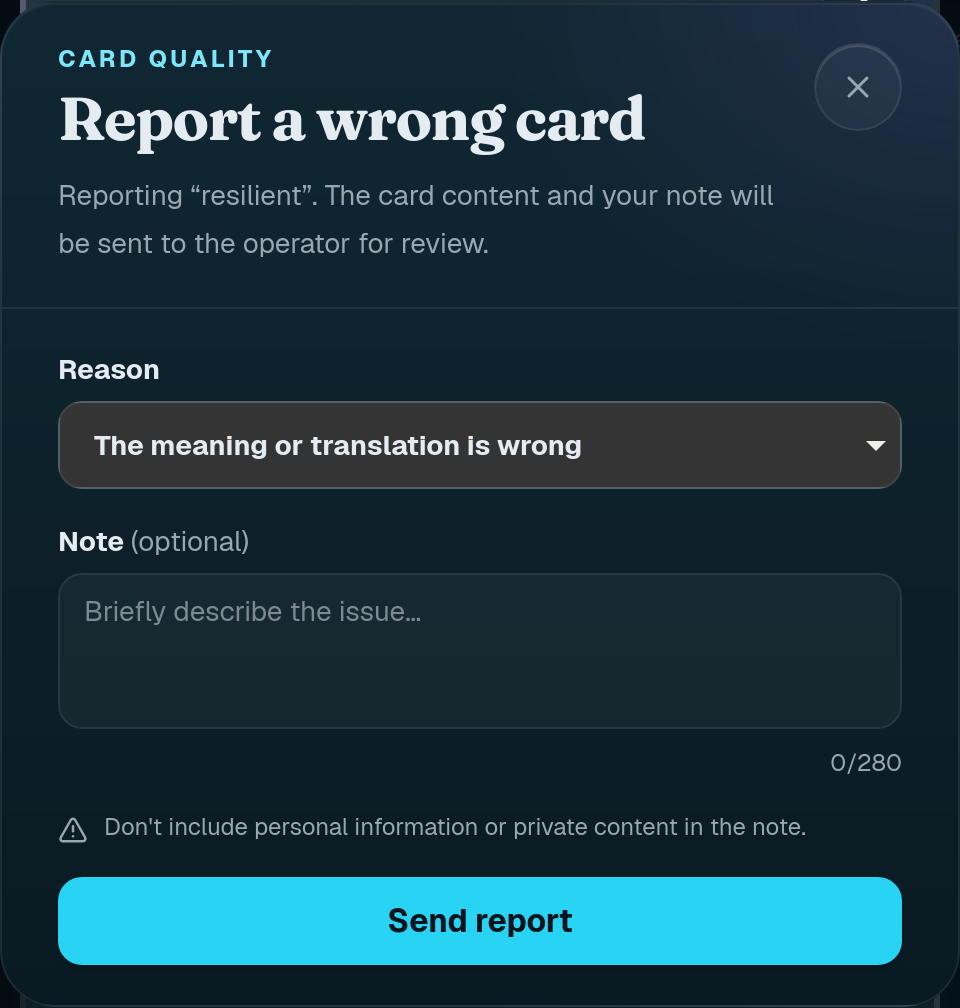 CARD QUALITY
Report a wrong card
Reporting “resilient”. The card content and your note will
be sent to the operator for review.
Reason
The meaning or translation is wrong
Note (optional)
Briefly describe the issue…
0/280
Don't include personal information or private content in the note.
Send report